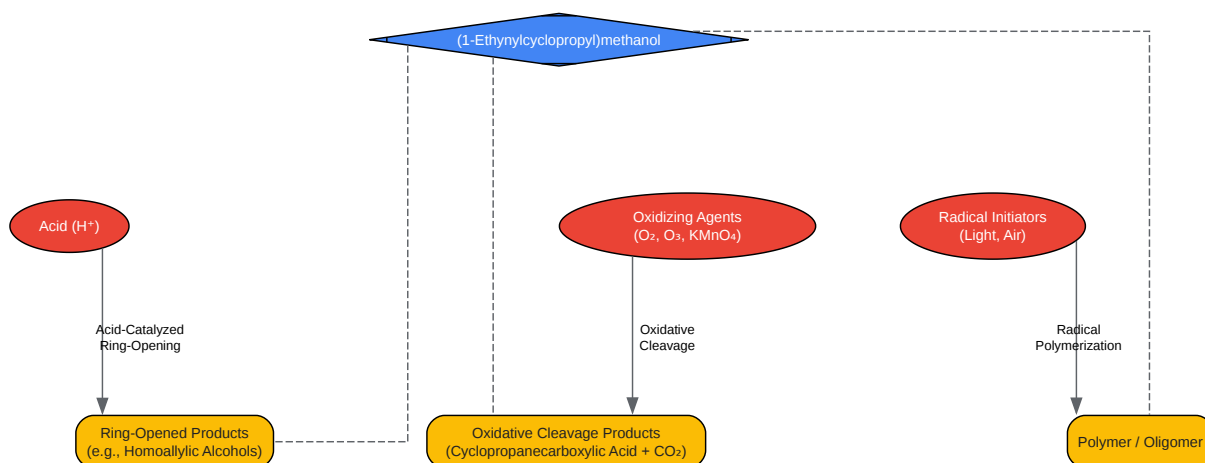 (1-Ethynylcyclopropyl)methanol
Acid (H⁺)
Oxidizing Agents
(O₂, O₃, KMnO₄)
Radical Initiators
(Light, Air)
Acid-Catalyzed
Ring-Opening
Oxidative
Cleavage
Radical
Polymerization
Ring-Opened Products
(e.g., Homoallylic Alcohols)
Oxidative Cleavage Products
(Cyclopropanecarboxylic Acid + CO₂)
Polymer / Oligomer